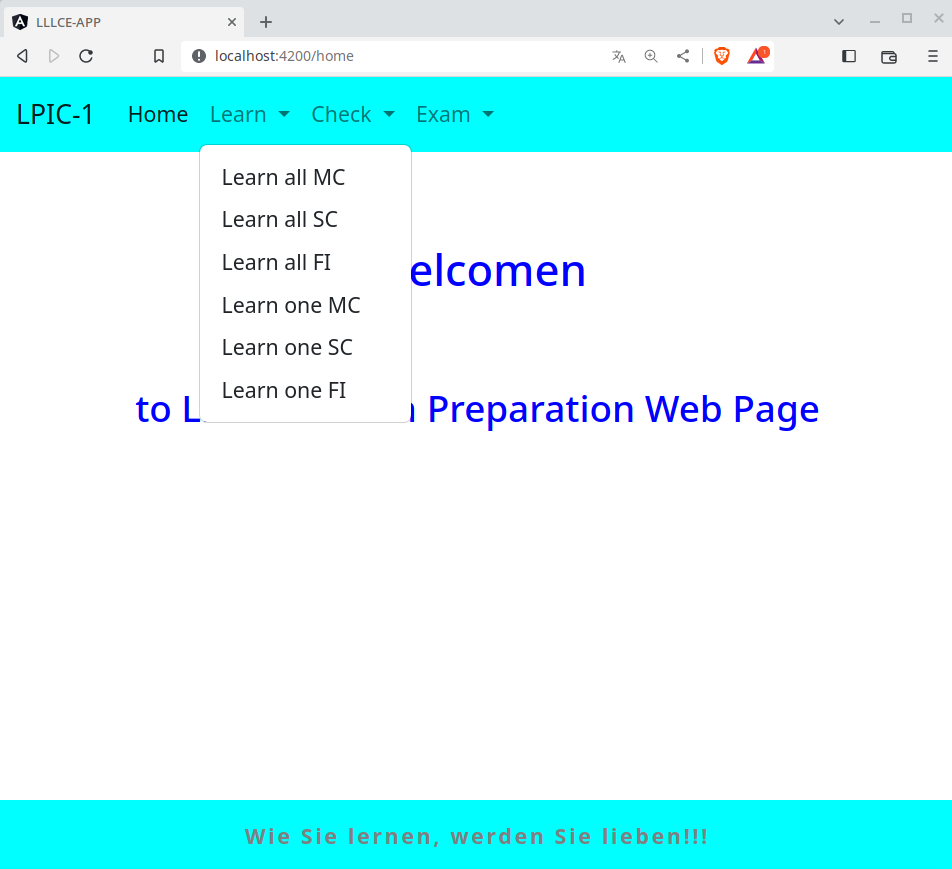 LLLCE-APP
localhost:4200/home
LPIC-1 Home Learn Check Exam
Learn all MC
Learn all SC
Learn all FI
Learn one MC
Learn one SC
Learn one FI
elcomen
to L Preparation Web Page
Wie Sie lernen, werden Sie lieben!!!